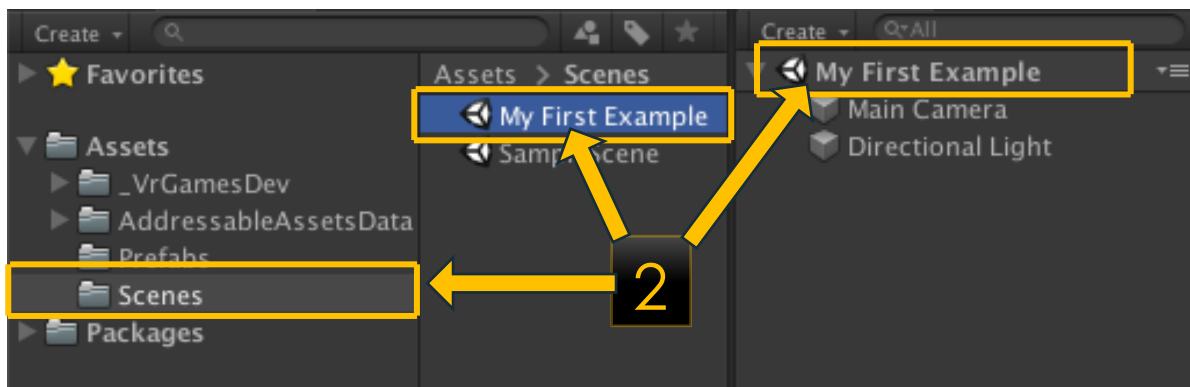 Create
Favorites
Assets
_VrGamesDev
AddressableAssetsData
Prefabs
Scenes
Packages
Assets > Scenes
My First Example
Scene
2
Create All
My First Example
Main Camera
Directional Light